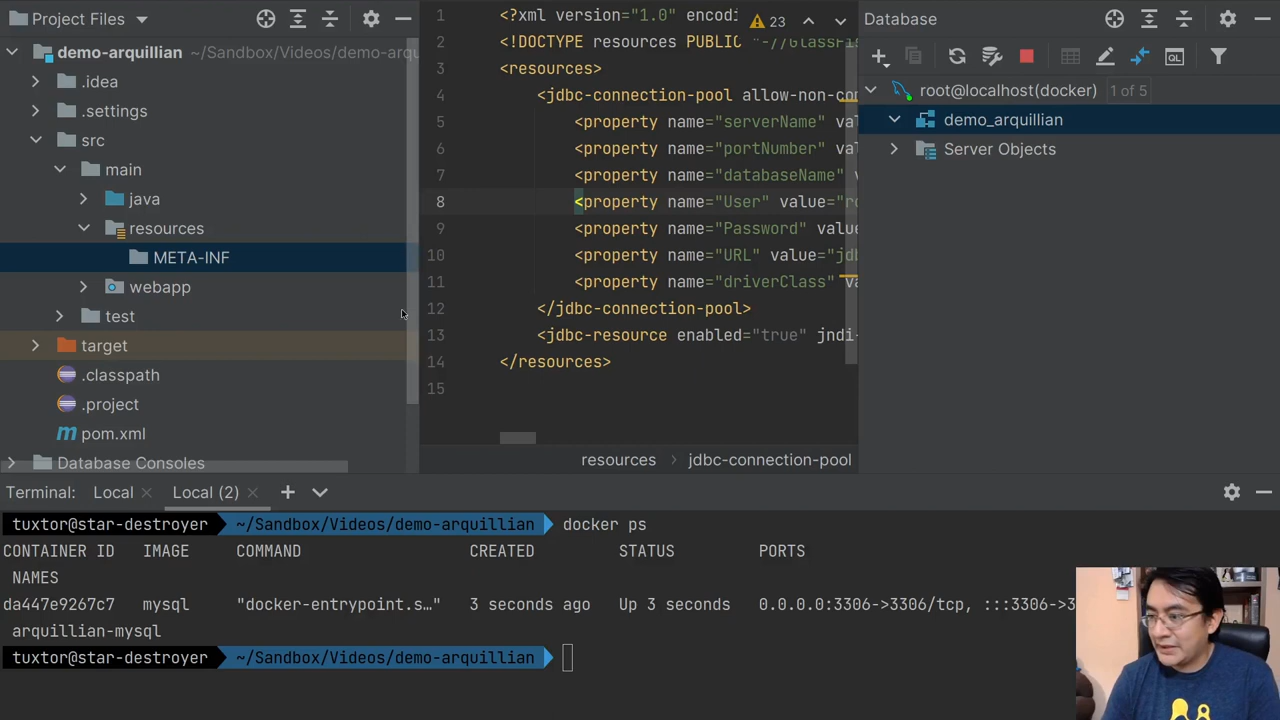 Project Files
demo-arquillian ~/Sandbox/Videos/demo-arqu
.idea
.settings
src
main
java
resources
META-INF
webapp
test
target
.classpath
.project
pom.xml
Database Consoles
1 <?xml version="1.0" encodi
23
2 <!DOCTYPE resources PUBLIC "-//GlassFis
3 <resources>
4 <jdbc-connection-pool allow-non-co
5 <property name="serverName" va
6 <property name="portNumber" va
7 <property name="databaseName" v
8 <property name="User" value="ro
9 <property name="Password" value
10 <property name="URL" value="jd
11 <property name="driverClass" va
12 </jdbc-connection-pool>
13 <jdbc-resource enabled="true" jndi-
14 </resources>
15
resources > jdbc-connection-pool
Database
QL
root@localhost(docker) 1 of 5
demo_arquillian
Server Objects
Terminal: Local Local (2)
tuxtor@star-destroyer ~/Sandbox/Videos/demo-arquillian docker ps
CONTAINER ID IMAGE COMMAND CREATED STATUS PORTS
NAMES
da447e9267c7 mysql "docker-entrypoint.s…" 3 seconds ago Up 3 seconds 0.0.0.0:3306->3306/tcp, :::3306->3
arquillian-mysql
tuxtor@star-destroyer ~/Sandbox/Videos/demo-arquillian